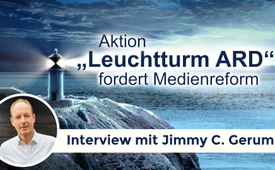 Aktion
„Leuchtturm ARD“
fordert Medienreform
Interview mit Jimmy C. Gerum